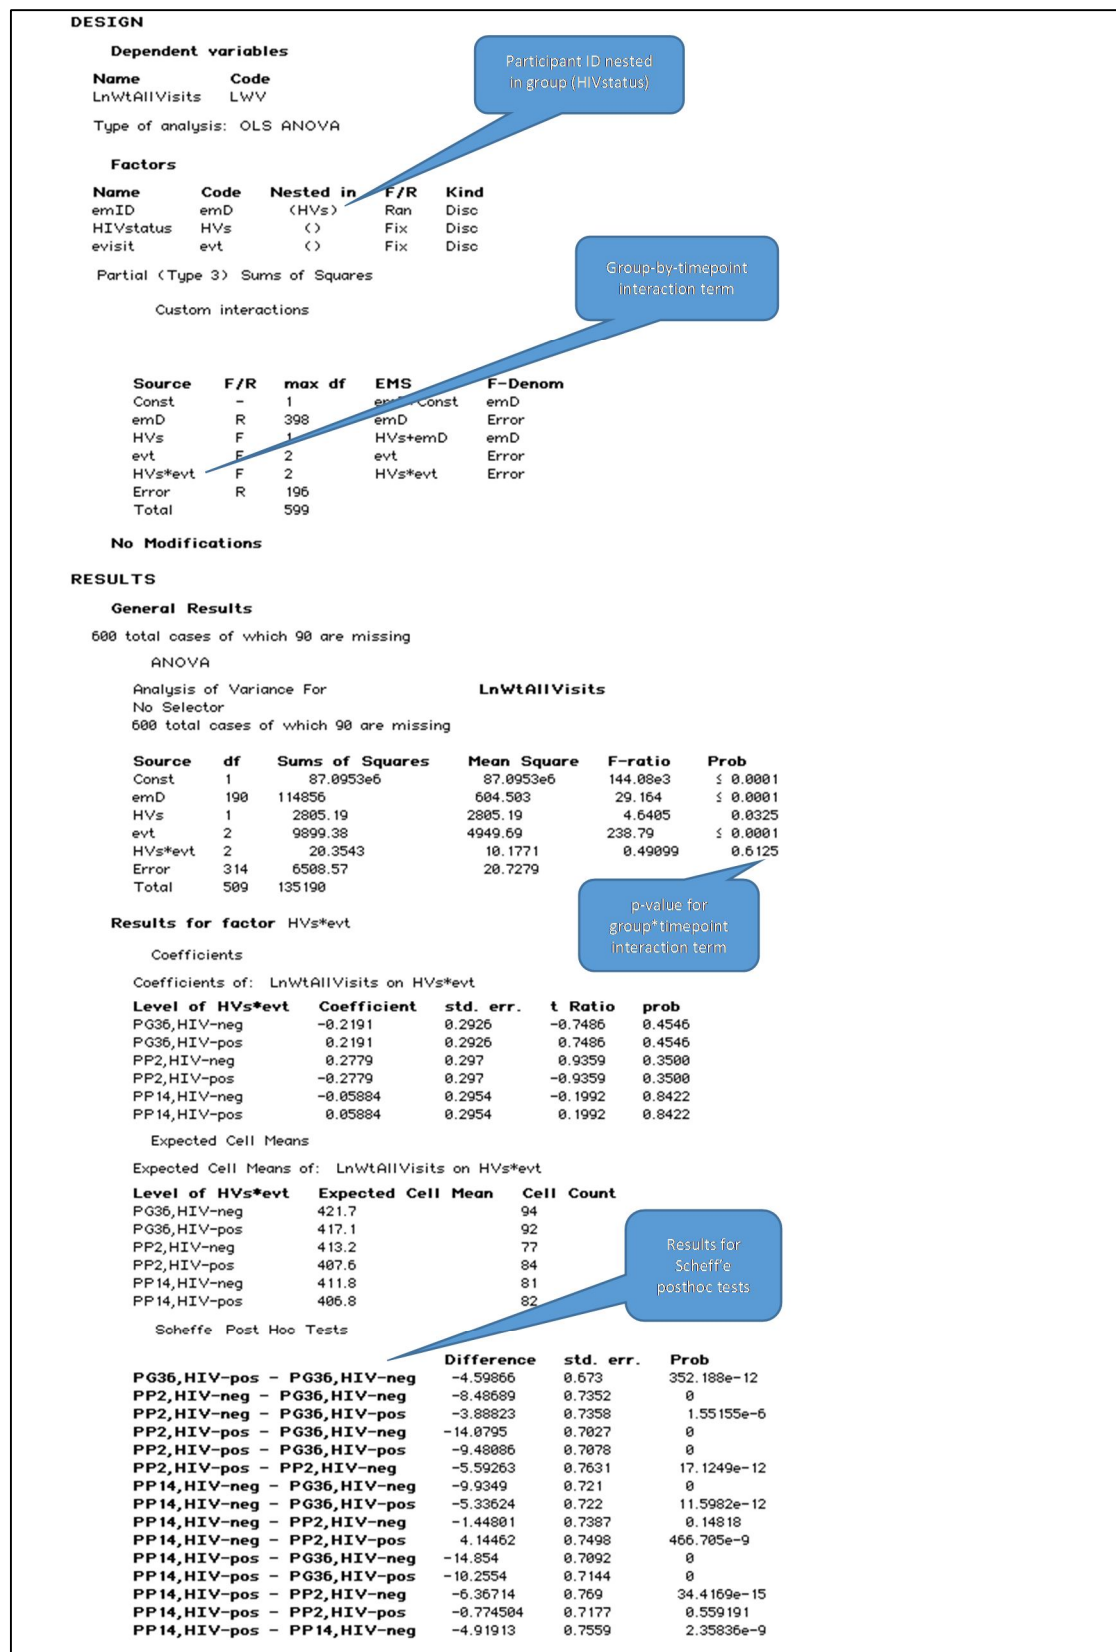 DESIGN
Dependent variables
Name Code
LnWtAllVisits LWV
Type of analysis: OLS ANOVA
Participant ID nested
in group (HIVstatus)
Factors
Name Code Nested in F/R Kind
emID emD (HVs) Ran Disc
HIVstatus HVs () Fix Disc
evisit evt () Fix Disc
Partial (Type 3) Sums of Squares
Custom interactions
Group-by-timepoint
interaction term
Source F/R max df EMS F-Denom
Const - 1 Const emD
emD R 398 emD Error
HVs F 1 HVs+emD emD
evt F 2 evt Error
HVs*evt F 2 HVs*evt Error
Error R 196
Total 599
No Modifications
RESULTS
General Results
600 total cases of which 90 are missing
ANOVA
Analysis of Variance For LnWtAllVisits
No Selector
600 total cases of which 90 are missing
Source df Sums of Squares Mean Square F-ratio Prob
Const 1 87.0953e6 87.0953e6 144.08e3 ≤ 0.0001
emD 190 114856 604.503 29.164 ≤ 0.0001
HVs 1 2805.19 2805.19 4.6405 0.0325
evt 2 9899.38 4949.69 238.79 ≤ 0.0001
HVs*evt 2 20.3543 10.1771 0.49099 0.6125
Error 314 6508.57 20.7279
Total 509 135190
p-value for
group*timepoint
interaction term
Results for factor HVs*evt
Coefficients
Coefficients of: LnWtAllVisits on HVs*evt
Level of HVs*evt Coefficient std. err. t Ratio prob
PG36,HIV-neg -0.2191 0.2926 -0.7486 0.4546
PG36,HIV-pos 0.2191 0.2926 0.7486 0.4546
PP2,HIV-neg 0.2779 0.297 0.9359 0.3500
PP2,HIV-pos -0.2779 0.297 -0.9359 0.3500
PP14,HIV-neg -0.05884 0.2954 -0.1992 0.8422
PP14,HIV-pos 0.05884 0.2954 0.1992 0.8422
Expected Cell Means
Expected Cell Means of: LnWtAllVisits on HVs*evt
Level of HVs*evt Expected Cell Mean Cell Count
PG36,HIV-neg 421.7 94
PG36,HIV-pos 417.1 92
PP2,HIV-neg 413.2 77
PP2,HIV-pos 407.6 84
PP14,HIV-neg 411.8 81
PP14,HIV-pos 406.8 82
Results for
Scheff'e
posthoc tests
Scheffe Post Hoc Tests
Difference std. err. Prob
PG36,HIV-pos - PG36,HIV-neg -4.59866 0.673 352.188e-12
PP2,HIV-neg - PG36,HIV-neg -8.48689 0.7352 0
PP2,HIV-neg - PG36,HIV-pos -3.88823 0.7358 1.55155e-6
PP2,HIV-pos - PG36,HIV-neg -14.0795 0.7027 0
PP2,HIV-pos - PG36,HIV-pos -9.48086 0.7078 0
PP2,HIV-pos - PP2,HIV-neg -5.59263 0.7631 17.1249e-12
PP14,HIV-neg - PG36,HIV-neg -9.9349 0.721 0
PP14,HIV-neg - PG36,HIV-pos -5.33624 0.722 11.5982e-12
PP14,HIV-neg - PP2,HIV-neg -1.44801 0.7387 0.14818
PP14,HIV-neg - PP2,HIV-pos 4.14462 0.7498 466.705e-9
PP14,HIV-pos - PG36,HIV-neg -14.854 0.7092 0
PP14,HIV-pos - PG36,HIV-pos -10.2554 0.7144 0
PP14,HIV-pos - PP2,HIV-neg -6.36714 0.769 34.4169e-15
PP14,HIV-pos - PP2,HIV-pos -0.774504 0.7177 0.559191
PP14,HIV-pos - PP14,HIV-neg -4.91913 0.7559 2.35836e-9